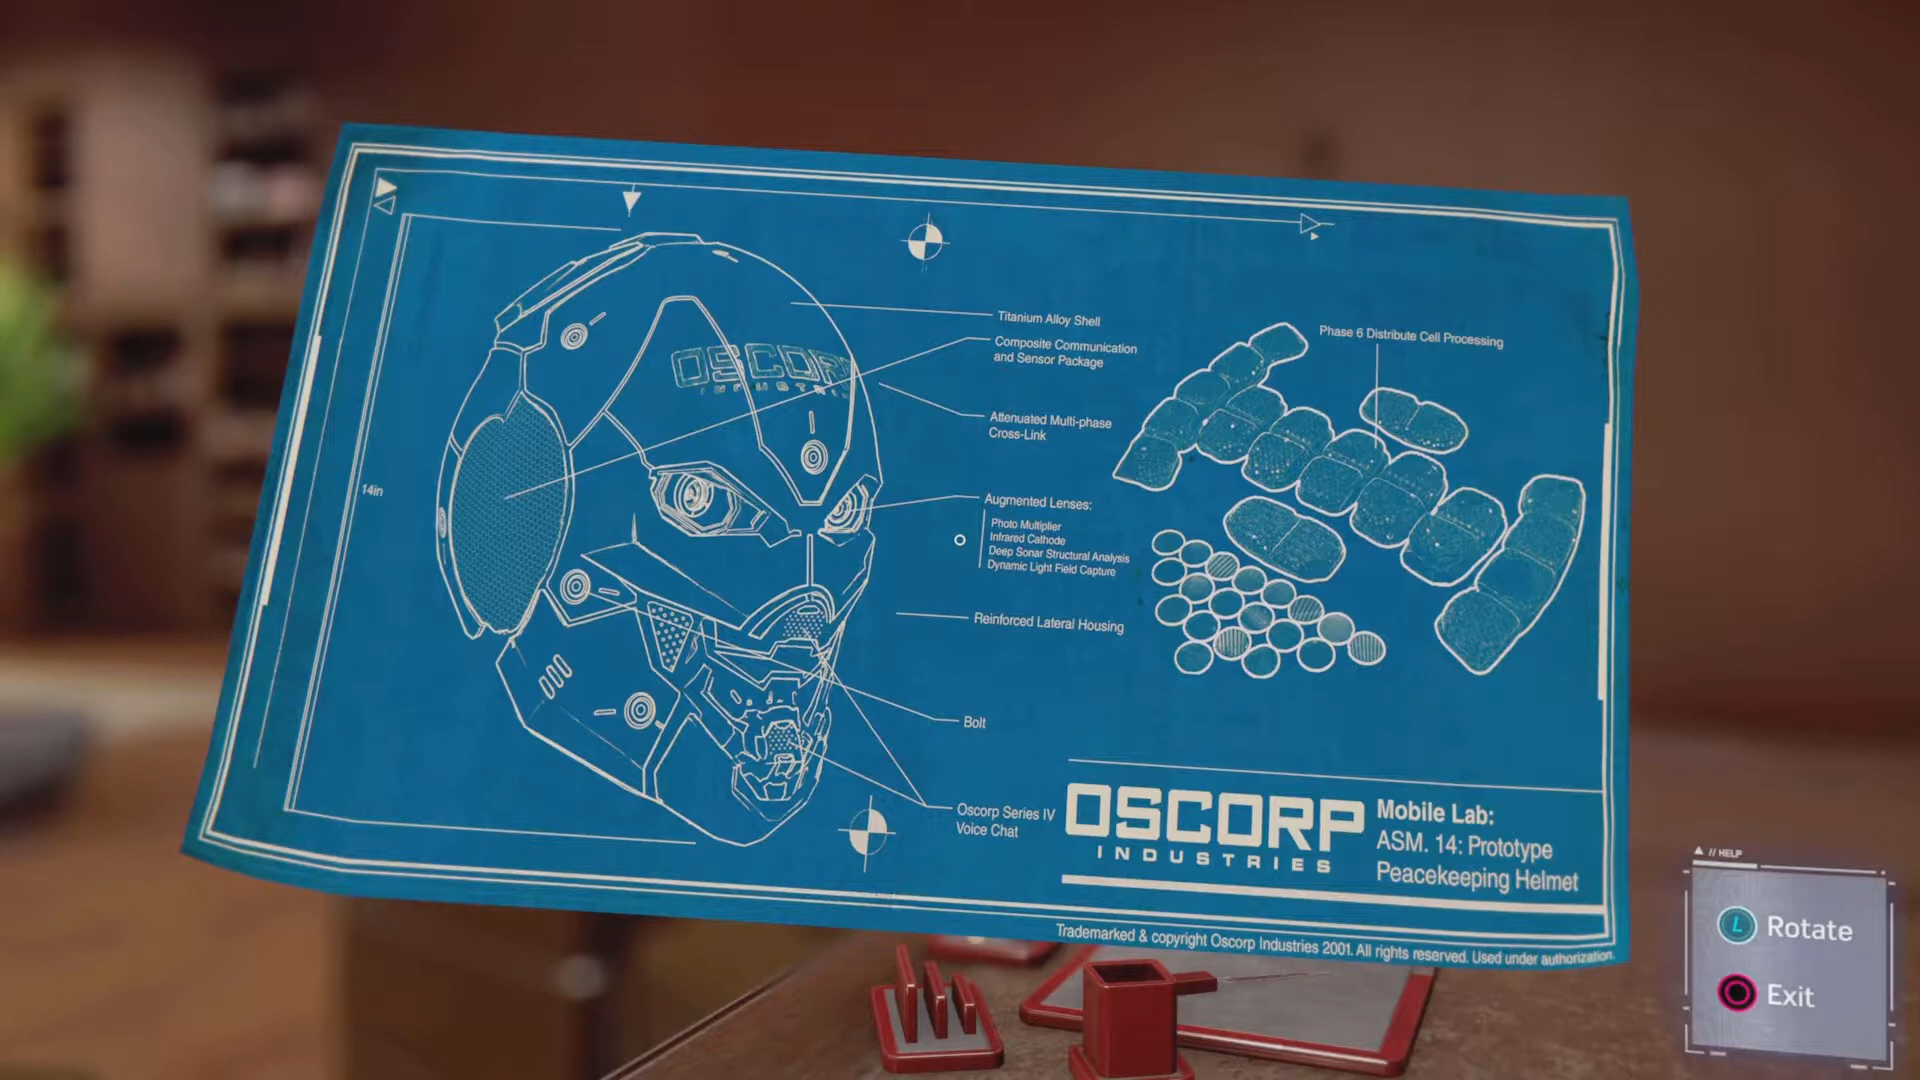 Titanium Alloy Shell
Composite Communication
and Sensor Package
Attenuated Multi-phase
Cross-Link
Augmented Lenses:
Photo Multiplier
Infrared Cathode
Deep Sonar Structural Analysis
Dynamic Light Field Capture
Reinforced Lateral Housing
Bolt
Oscorp Series IV
Voice Chat
14in
OSCORP
Phase 6 Distribute Cell Processing
OSCORP
INDUSTRIES
Mobile Lab:
ASM. 14: Prototype
Peacekeeping Helmet
Trademarked & copyright Oscorp Industries 2001. All rights reserved. Used under authorization.
// HELP
L Rotate
Exit